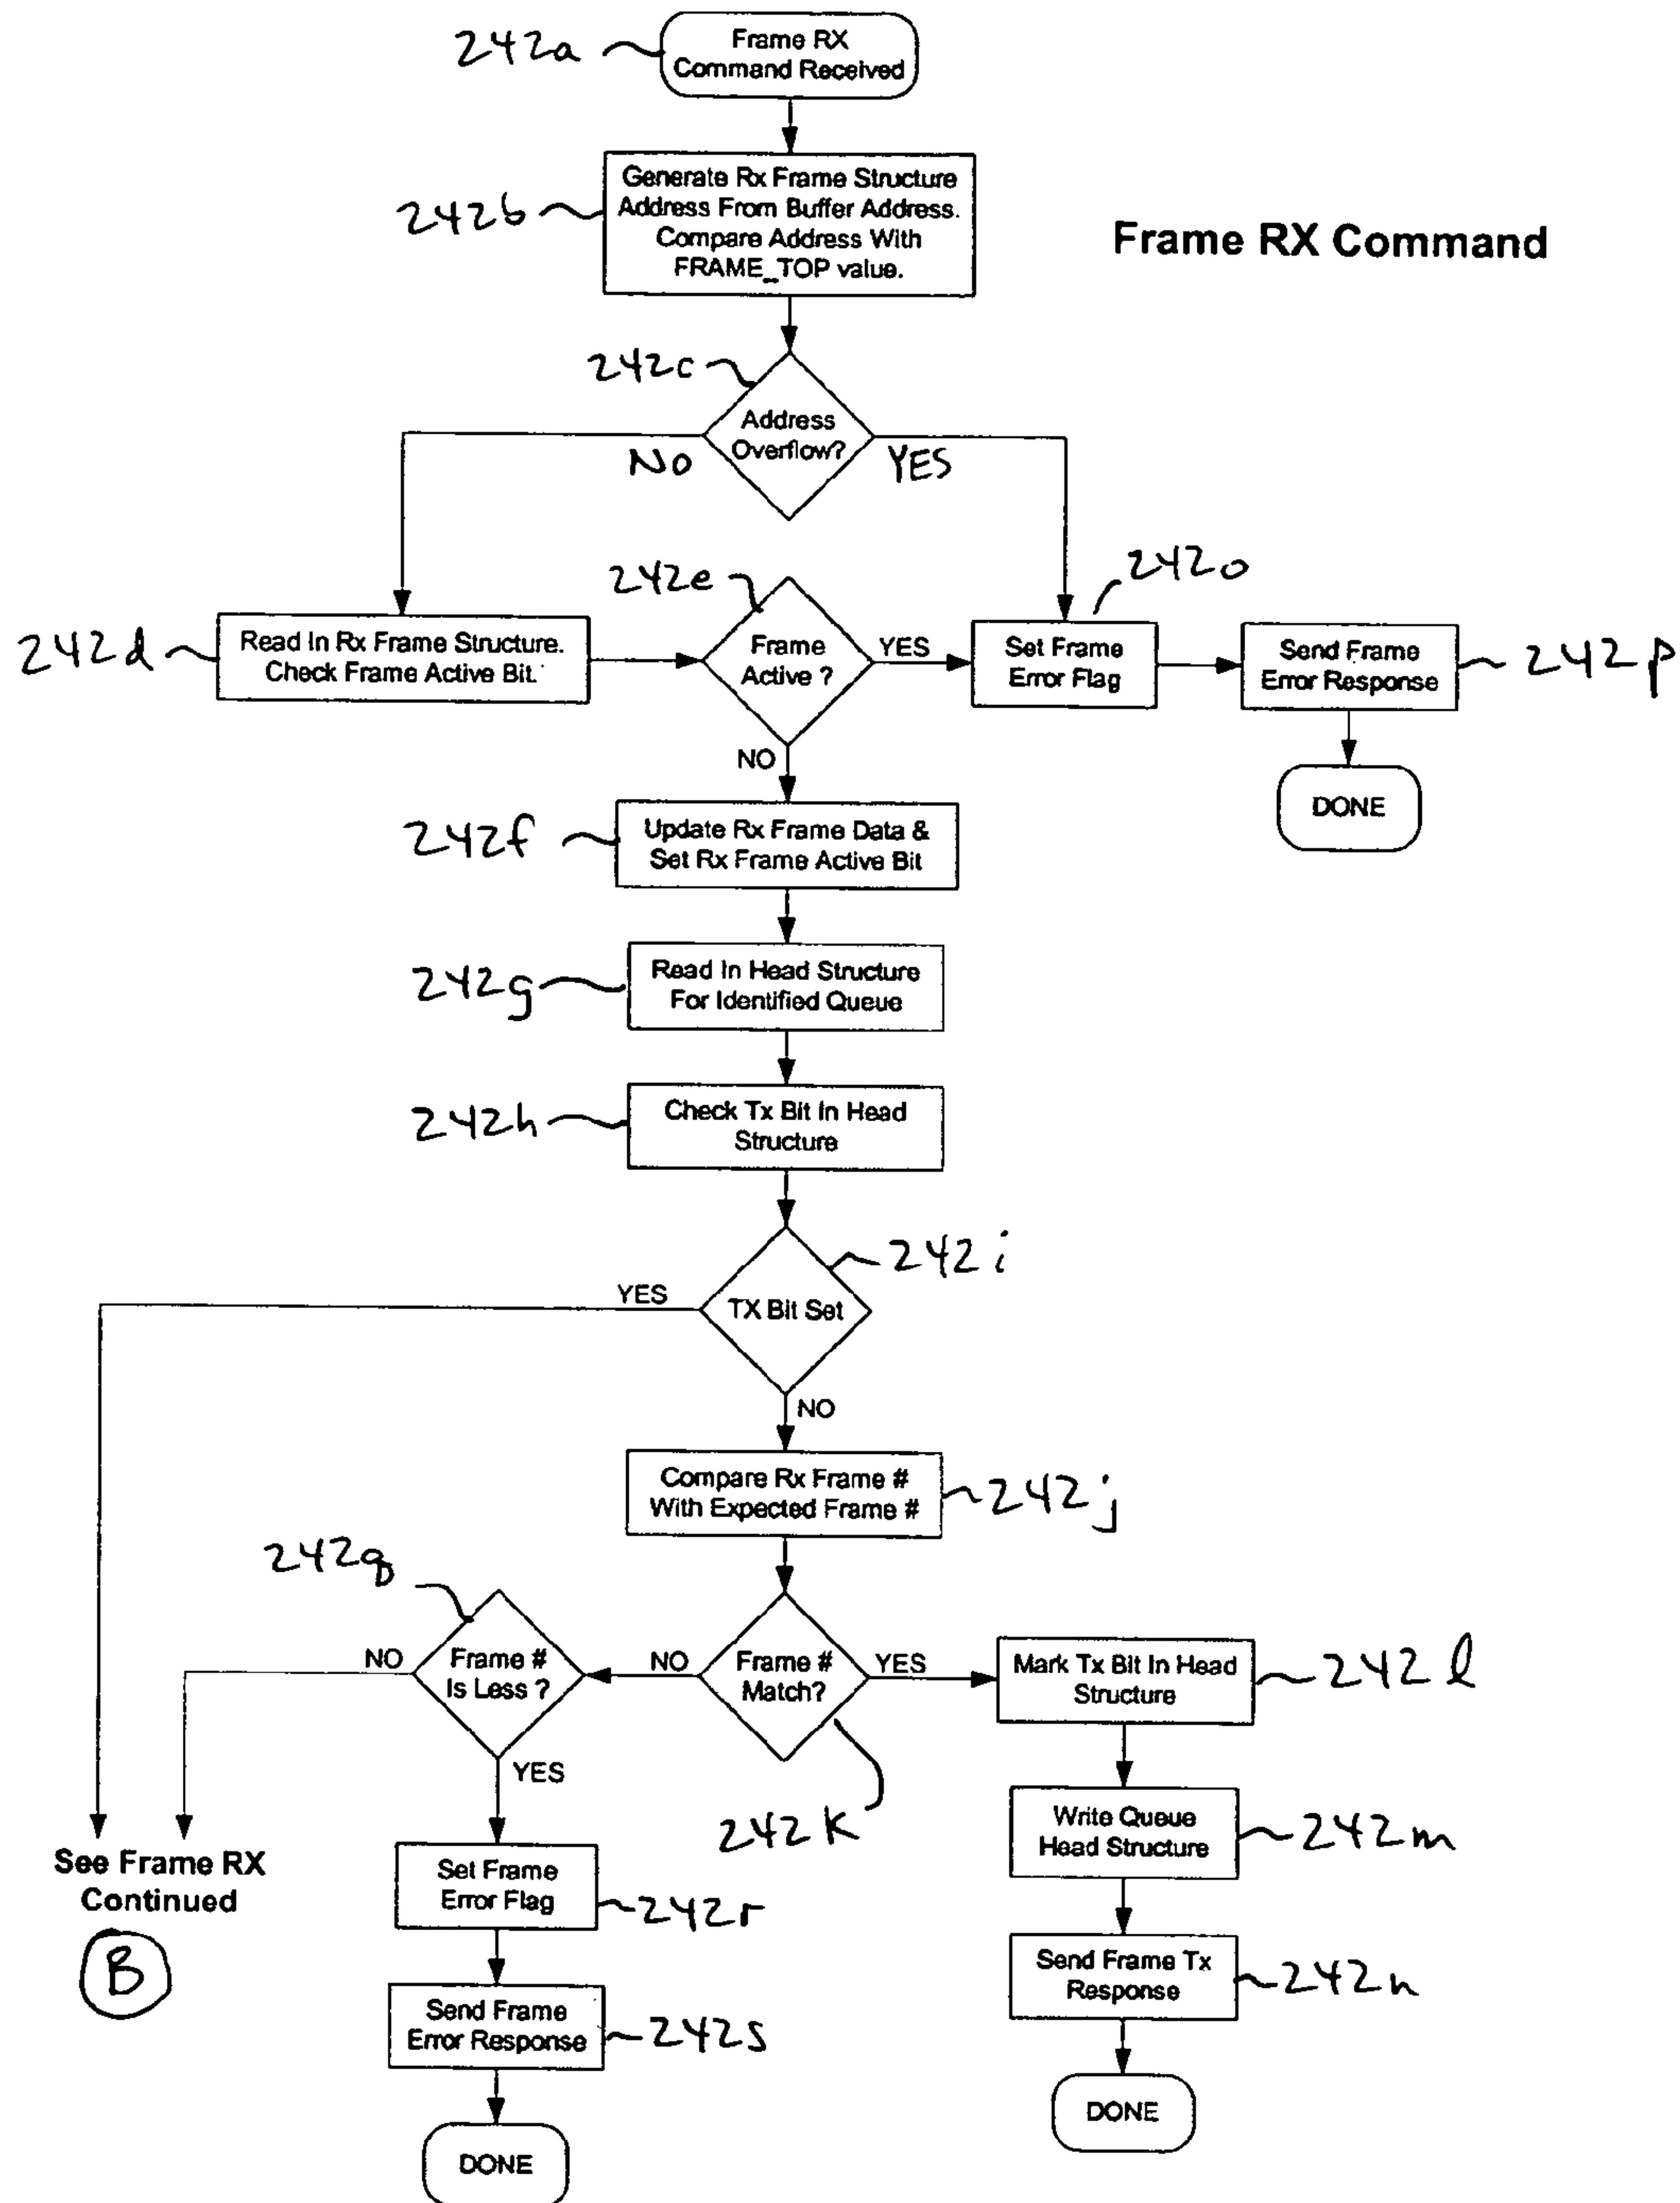 242a
Frame RX
Command Received
242b
Generate Rx Frame Structure
Address From Buffer Address.
Compare Address With
FRAME_TOP value.
Frame RX Command
242c
Address
Overflow?
NO
YES
242d
Read In Rx Frame Structure.
Check Frame Active Bit.
242e
Frame
Active ?
YES
NO
242o
Set Frame
Error Flag
Send Frame
Error Response
242p
DONE
242f
Update Rx Frame Data &
Set Rx Frame Active Bit
242g
Read In Head Structure
For Identified Queue
242h
Check Tx Bit In Head
Structure
242i
YES
TX Bit Set
NO
Compare Rx Frame #
With Expected Frame #
242j
242q
NO
Frame #
Is Less ?
YES
NO
Frame #
Match?
YES
242k
Mark Tx Bit In Head
Structure
242l
Write Queue
Head Structure
242m
Send Frame Tx
Response
242n
DONE
See Frame RX
Continued
B
Set Frame
Error Flag
242r
Send Frame
Error Response
242s
DONE